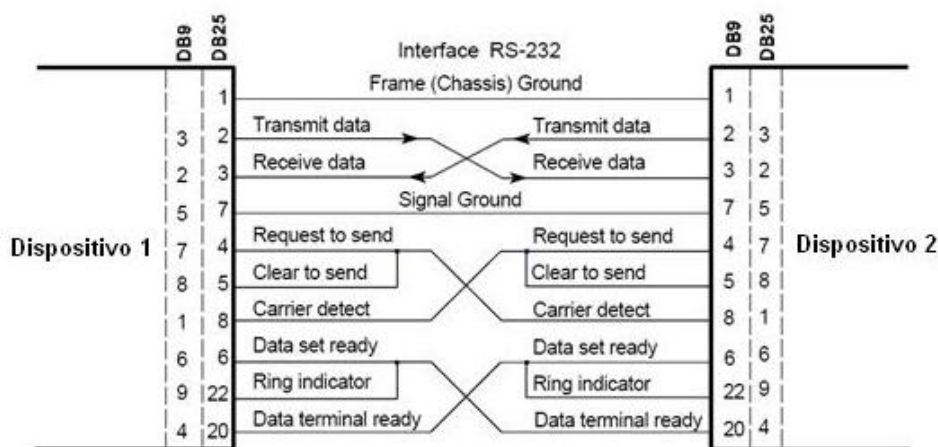 DB9 DB25 DB9 DB25
Interface RS-232
Frame (Chassis) Ground
1 1
3 2 Transmit data Transmit data 2 3
2 3 Receive data Receive data 3 2
Signal Ground
5 7 7 5
Dispositivo 1 Dispositivo 2
7 4 Request to send Request to send 4 7
8 5 Clear to send Clear to send 5 8
1 8 Carrier detect Carrier detect 8 1
6 6 Data set ready Data set ready 6 6
9 22 Ring indicator Ring indicator 22 9
4 20 Data terminal ready Data terminal ready 20 4